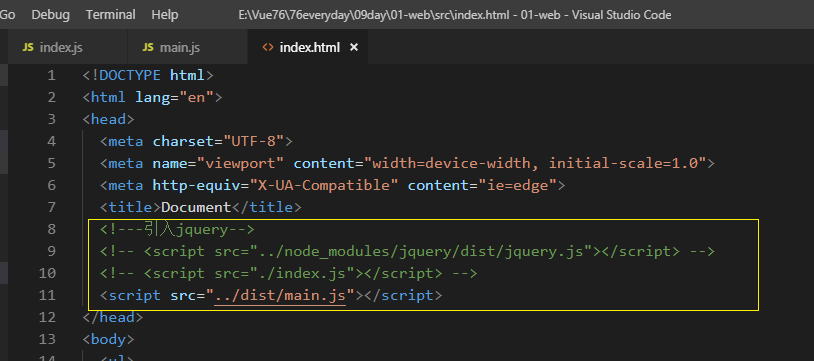 Go Debug Terminal Help E:\Vue76\76everyday\09day\01-web\src\index.html - 01-web - Visual Studio Code
JS index.js JS main.js <> index.html ×
1 <!DOCTYPE html>
2 <html lang="en">
3 <head>
4 <meta charset="UTF-8">
5 <meta name="viewport" content="width=device-width, initial-scale=1.0">
6 <meta http-equiv="X-UA-Compatible" content="ie=edge">
7 <title>Document</title>
8 <!---引入jquery-->
9 <!-- <script src="../node_modules/jquery/dist/jquery.js"></script> -->
10 <!-- <script src="./index.js"></script> -->
11 <script src="../dist/main.js"></script>
12 </head>
13 <body>
14 <ul>